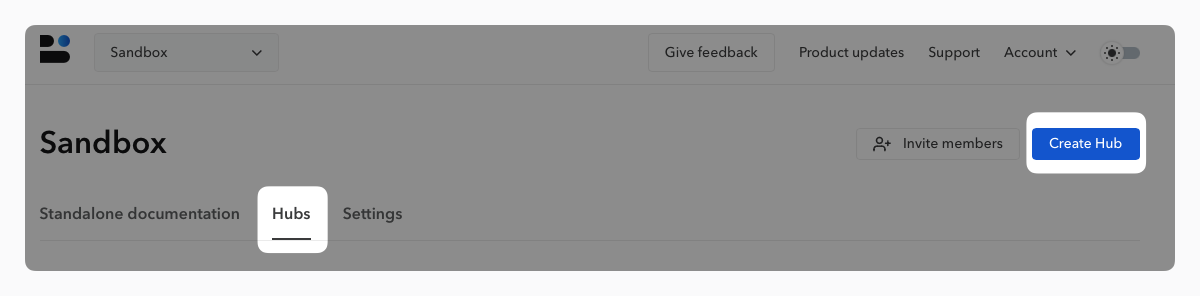 Sandbox
Give feedback
Product updates
Support
Account
Sandbox
Invite members
Create Hub
Standalone documentation
Hubs
Settings